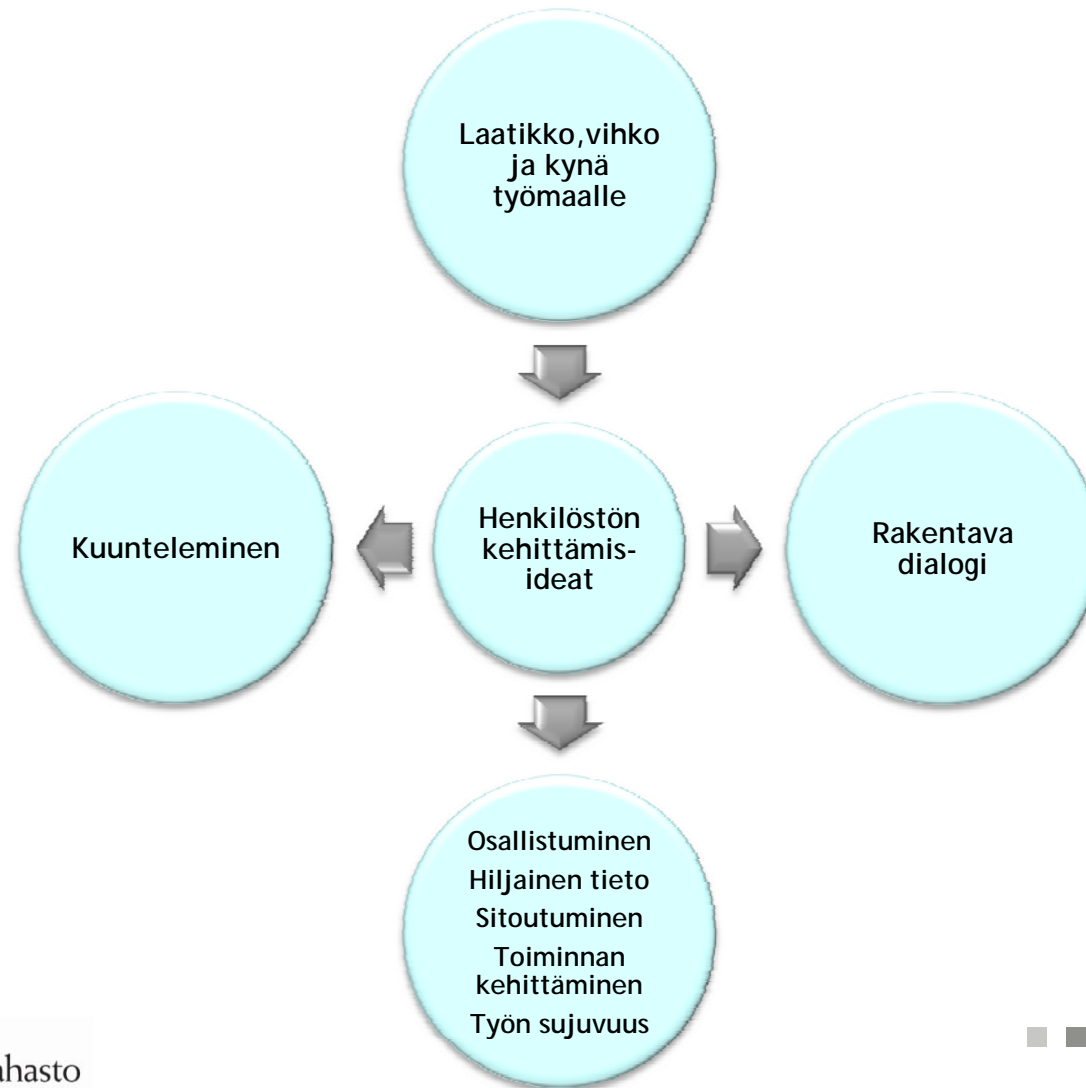 Laatikko,vihko
ja kynä
työmaalle
Kuunteleminen
Henkilöstön
kehittämis-
ideat
Rakentava
dialogi
Osallistuminen
Hiljainen tieto
Sitoutuminen
Toiminnan
kehittäminen
Työn sujuvuus
ahasto